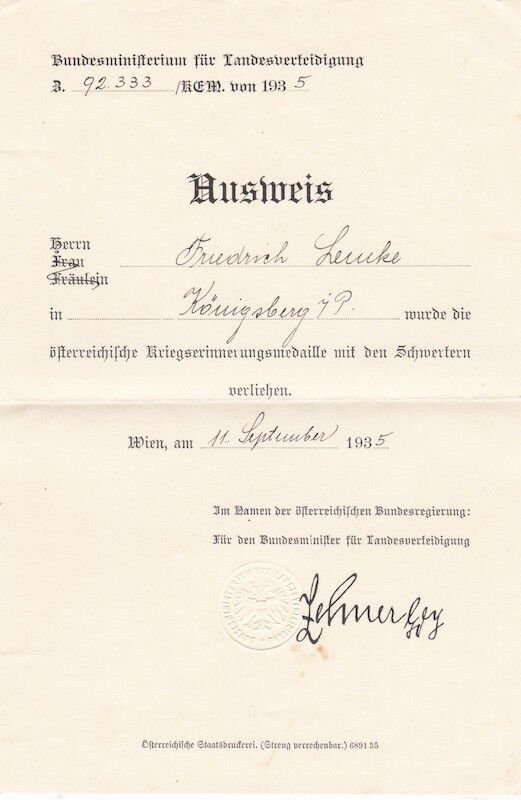 Bundesministerium für Landesverteidigung
Z. 92.333 /KEM. von 1935
Ausweis
Herrn
Frau Friedrich Lemke
Fräulein
in Königsberg i/P. wurde die
österreichische Kriegserinnerungsmedaille mit den Schwertern
verliehen.
Wien, am 11. September 1935
Im Namen der österreichischen Bundesregierung:
Für den Bundesminister für Landesverteidigung
Österreichische Staatsdruckerei. (Streng verrechenbar.) 6891 35